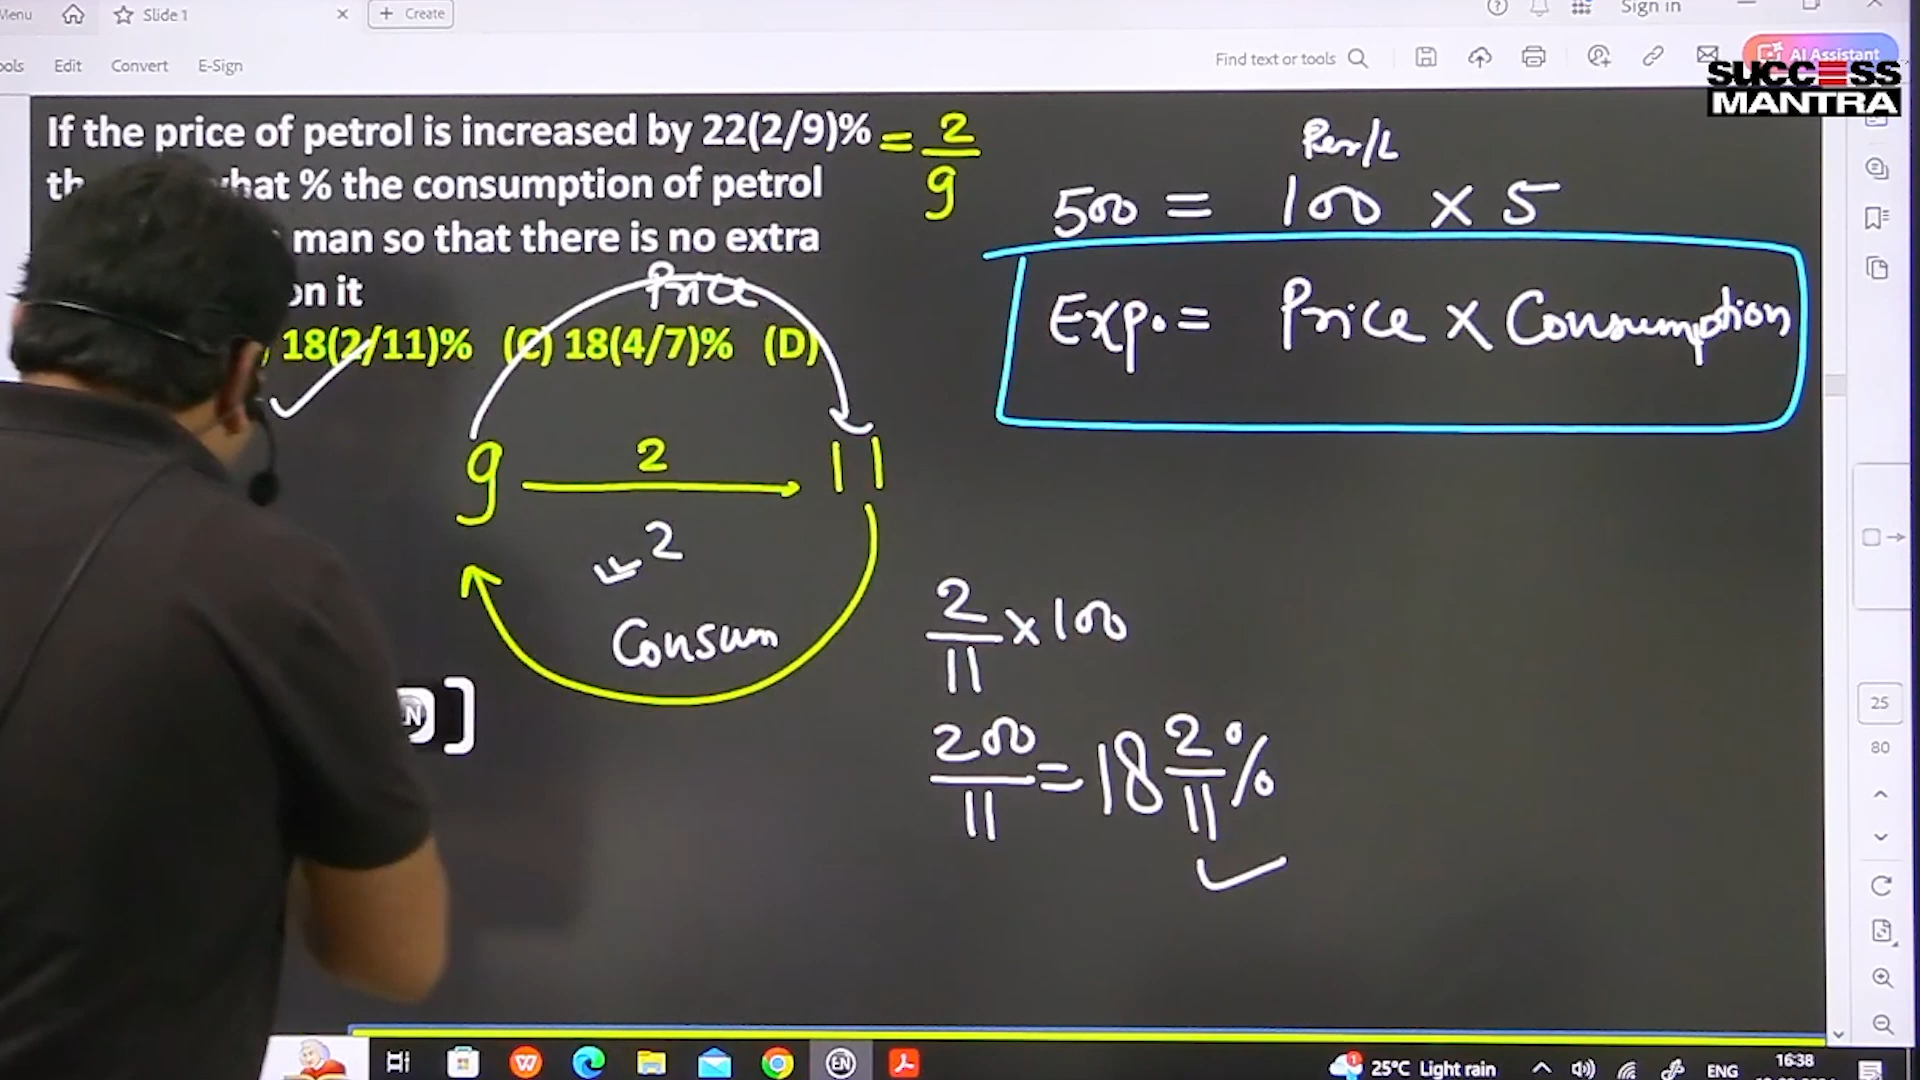 Menu Slide 1 Create Sign in
Edit Convert E-Sign Find text or tools AI Assistant
SUCCESS
MANTRA
If the price of petrol is increased by 22(2/9)% = 2/9
what % the consumption of petrol
man so that there is no extra
on it
18(2/11)% (C) 18(4/7)% (D)
Price
9 2 11
2
Consum
EN ]
Per/L
500 = 100 × 5
Exp. = Price × Consumption
2/11 × 100
200/11 = 18 2/11 %
25
80
W EN 1 25°C Light rain ENG 16:38